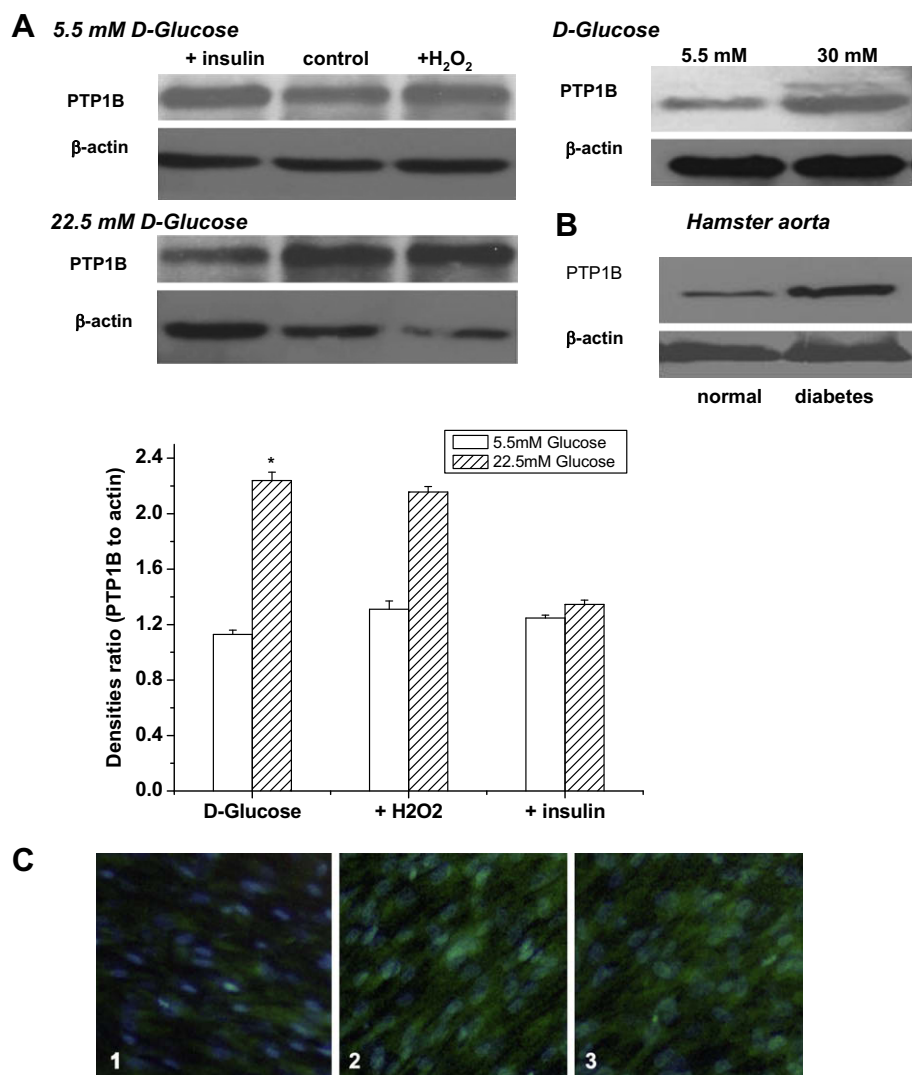 A 5.5 mM D-Glucose
+ insulin control +H₂O₂
PTP1B
β-actin
22.5 mM D-Glucose
PTP1B
β-actin
D-Glucose
5.5 mM 30 mM
PTP1B
β-actin
B Hamster aorta
PTP1B
β-actin
normal diabetes
Densities ratio (PTP1B to actin)
2.4
2.0
1.6
1.2
0.8
0.4
0.0
5.5mM Glucose
22.5mM Glucose
*
D-Glucose + H2O2 + insulin
C
1 2 3